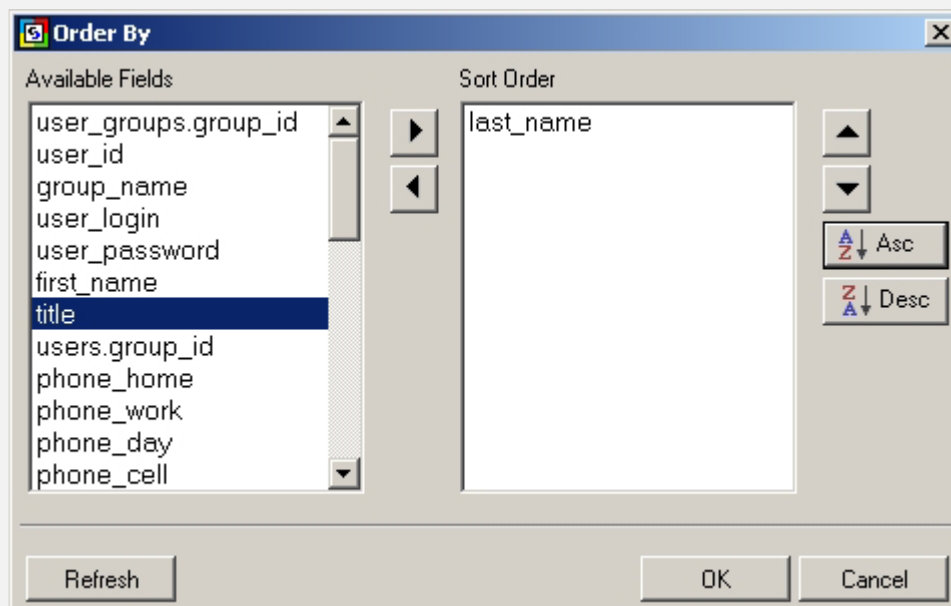 Order By
Available Fields
user_groups.group_id
user_id
group_name
user_login
user_password
first_name
title
users.group_id
phone_home
phone_work
phone_day
phone_cell
Sort Order
last_name
A Z Asc
Z A Desc
Refresh
OK
Cancel